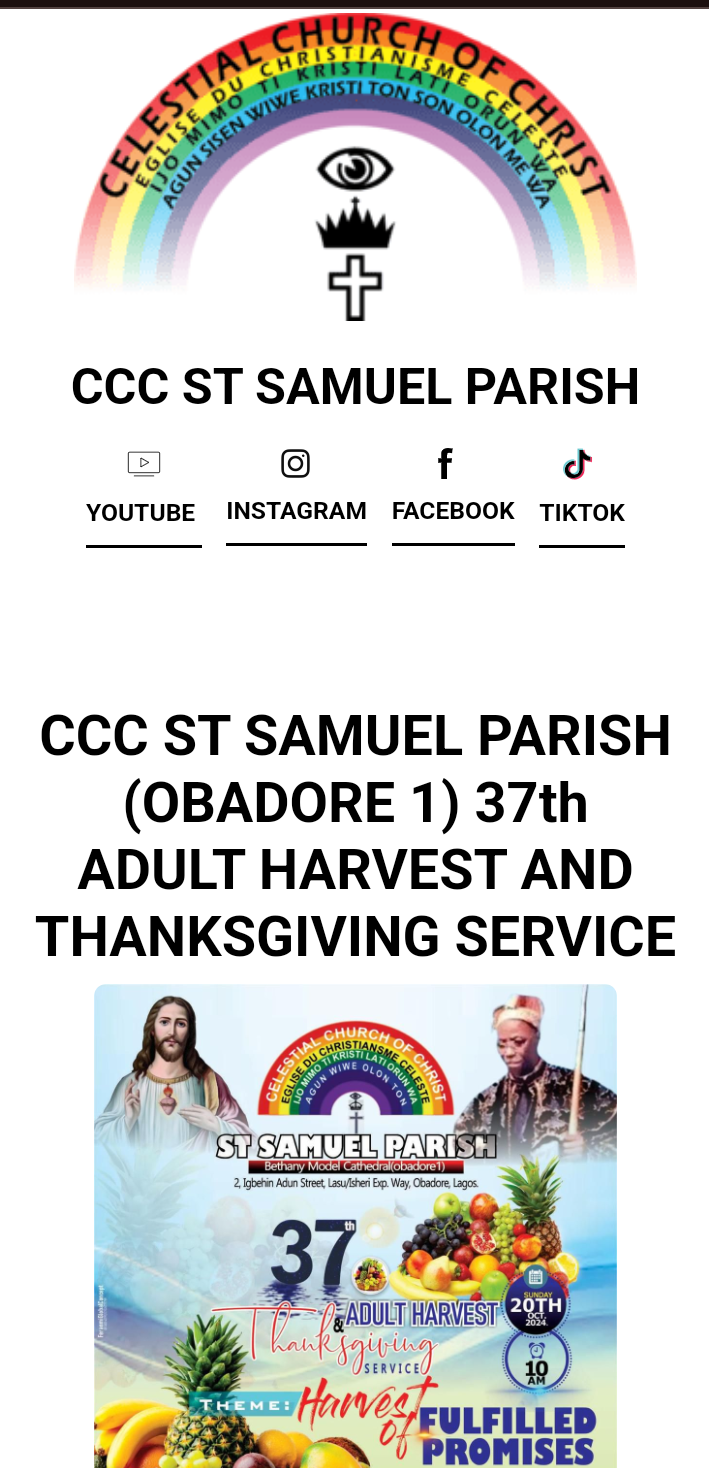 CELESTIAL CHURCH OF CHRIST
EGLISE DU CHRISTIANISME CELESTE
IJO MIMO TI KRISTI LATI ORUN WA
AGUN SISEN WIWE KRISTI TON SON OLON ME WA
CCC ST SAMUEL PARISH
YOUTUBE
INSTAGRAM
FACEBOOK
TIKTOK
CCC ST SAMUEL PARISH
(OBADORE 1) 37th
ADULT HARVEST AND
THANKSGIVING SERVICE
CELESTIAL CHURCH OF CHRIST
EGLISE DU CHRISTIANSME CELESTE
IJO MIMO TI KRISTI LATI ORUN WA
AGUN WIWE OLON TON
ST SAMUEL PARISH
Bethany Model Cathedral(obadore1)
2, Igbehin Adun Street, Lasu/Isheri Exp. Way, Obadore, Lagos.
37th
ADULT HARVEST
&
Thanksgiving
SERVICE
SUNDAY
20TH
OCT.
2024.
10
AM
THEME:
Harvest
of
FULFILLED
PROMISES